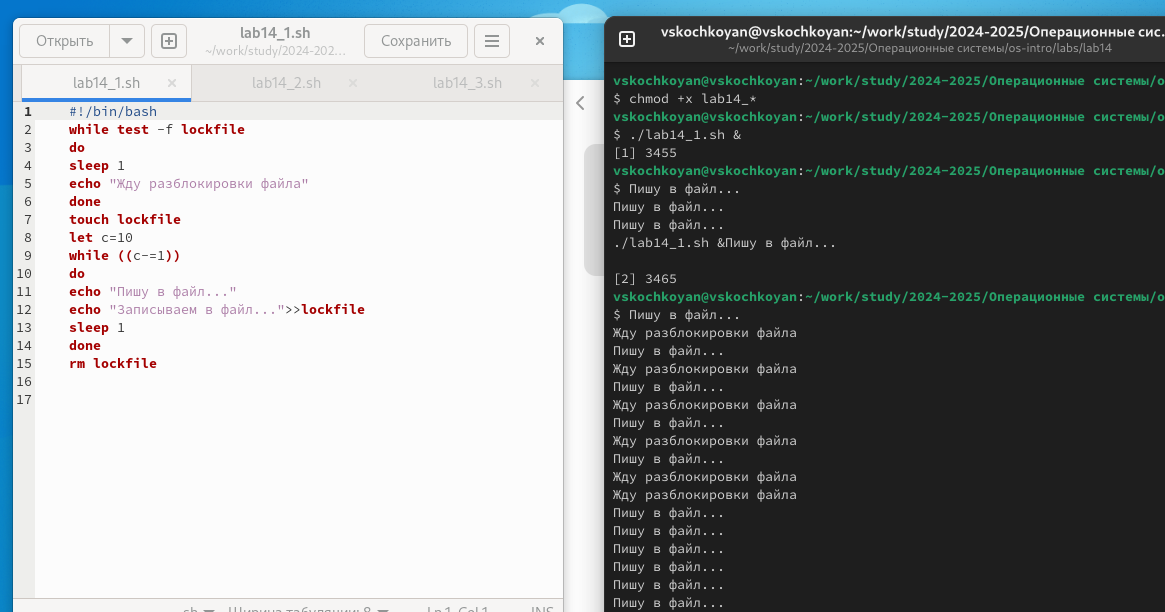 Открыть
lab14_1.sh
~/work/study/2024-202...
Сохранить
lab14_1.sh
lab14_2.sh
lab14_3.sh
1 #!/bin/bash
2 while test -f lockfile
3 do
4 sleep 1
5 echo "Жду разблокировки файла"
6 done
7 touch lockfile
8 let c=10
9 while ((c-=1))
10 do
11 echo "Пишу в файл..."
12 echo "Записываем в файл...">>lockfile
13 sleep 1
14 done
15 rm lockfile
16
17
sh
Ширина табуляции: 8
Ln 1, Col 1
INS
vskochkoyan@vskochkoyan:~/work/study/2024-2025/Операционные сис...
~/work/study/2024-2025/Операционные системы/os-intro/labs/lab14
vskochkoyan@vskochkoyan:~/work/study/2024-2025/Операционные системы/o
$ chmod +x lab14_*
vskochkoyan@vskochkoyan:~/work/study/2024-2025/Операционные системы/o
$ ./lab14_1.sh &
[1] 3455
vskochkoyan@vskochkoyan:~/work/study/2024-2025/Операционные системы/o
$ Пишу в файл...
Пишу в файл...
Пишу в файл...
./lab14_1.sh &Пишу в файл...
[2] 3465
vskochkoyan@vskochkoyan:~/work/study/2024-2025/Операционные системы/o
$ Пишу в файл...
Жду разблокировки файла
Пишу в файл...
Жду разблокировки файла
Пишу в файл...
Жду разблокировки файла
Пишу в файл...
Жду разблокировки файла
Пишу в файл...
Жду разблокировки файла
Жду разблокировки файла
Пишу в файл...
Пишу в файл...
Пишу в файл...
Пишу в файл...
Пишу в файл...
Пишу в файл...